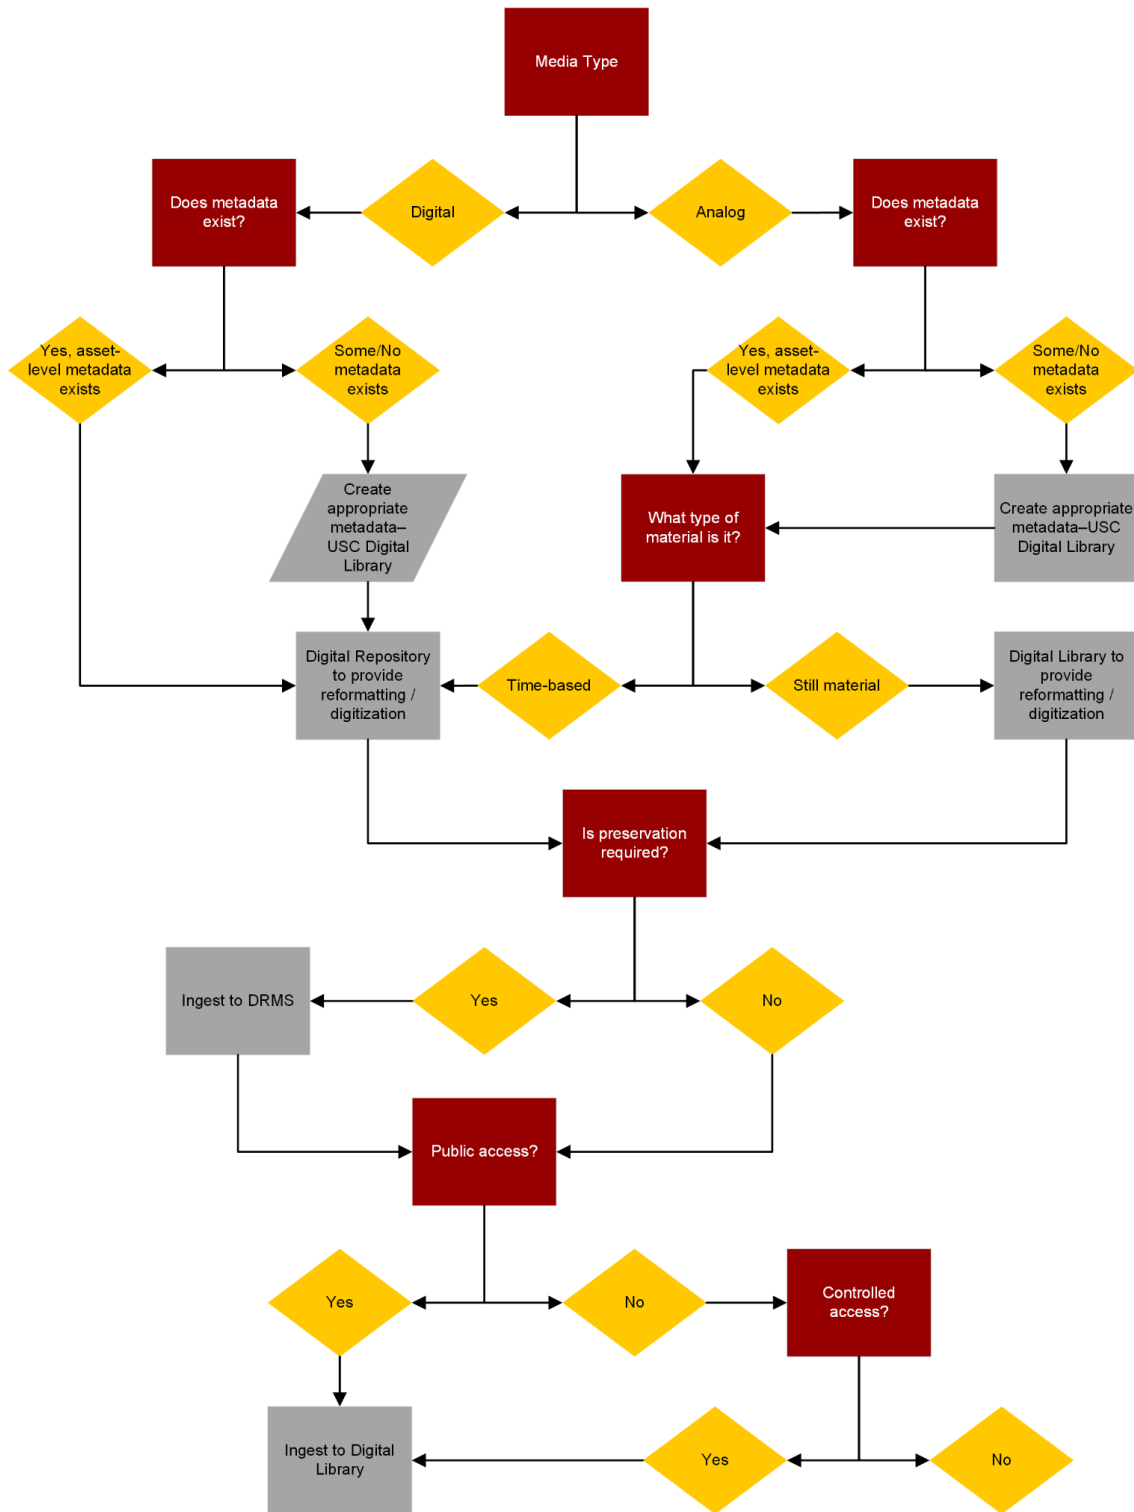 Media Type
Does metadata
exist?
Digital
Analog
Does metadata
exist?
Yes, asset-
level metadata
exists
Some/No
metadata
exists
Yes, asset-
level metadata
exists
Some/No
metadata
exists
Create
appropriate
metadata–
USC Digital
Library
What type of
material is it?
Create appropriate
metadata–USC
Digital Library
Digital Repository
to provide
reformatting /
digitization
Time-based
Still material
Digital Library to
provide
reformatting /
digitization
Is preservation
required?
Ingest to DRMS
Yes
No
Public access?
Yes
No
Controlled
access?
Ingest to Digital
Library
Yes
No